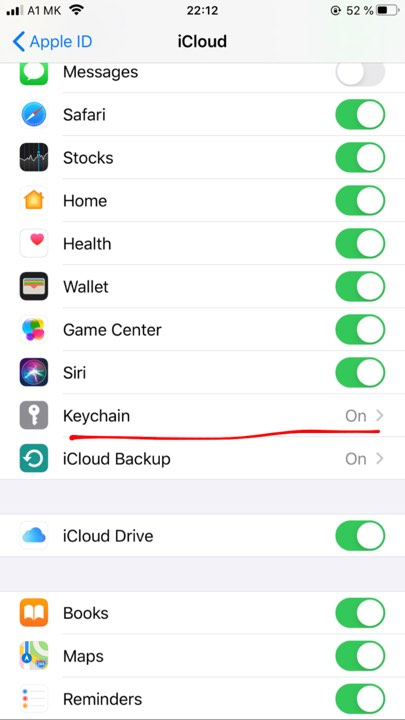 A1 MK 22:12 52 %
Apple ID iCloud
Messages
Safari
Stocks
Home
Health
Wallet
Game Center
Siri
Keychain On
iCloud Backup On
iCloud Drive
Books
Maps
Reminders